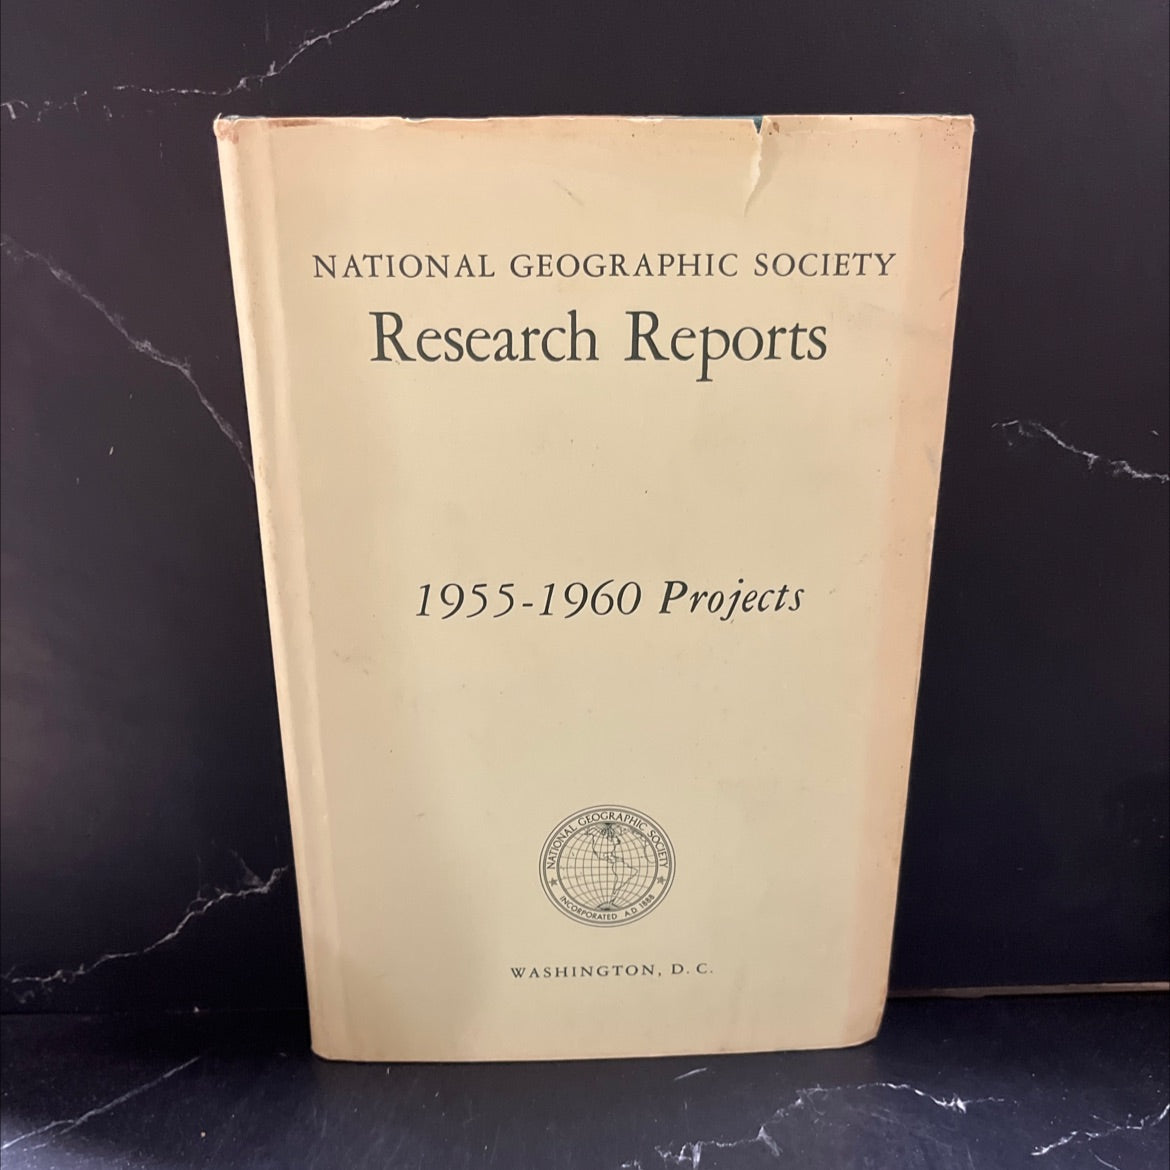 NATIONAL GEOGRAPHIC SOCIETY
Research Reports
1955-1960 Projects
NATIONAL GEOGRAPHIC SOCIETY
INCORPORATED A.D. 1888
WASHINGTON, D. C.